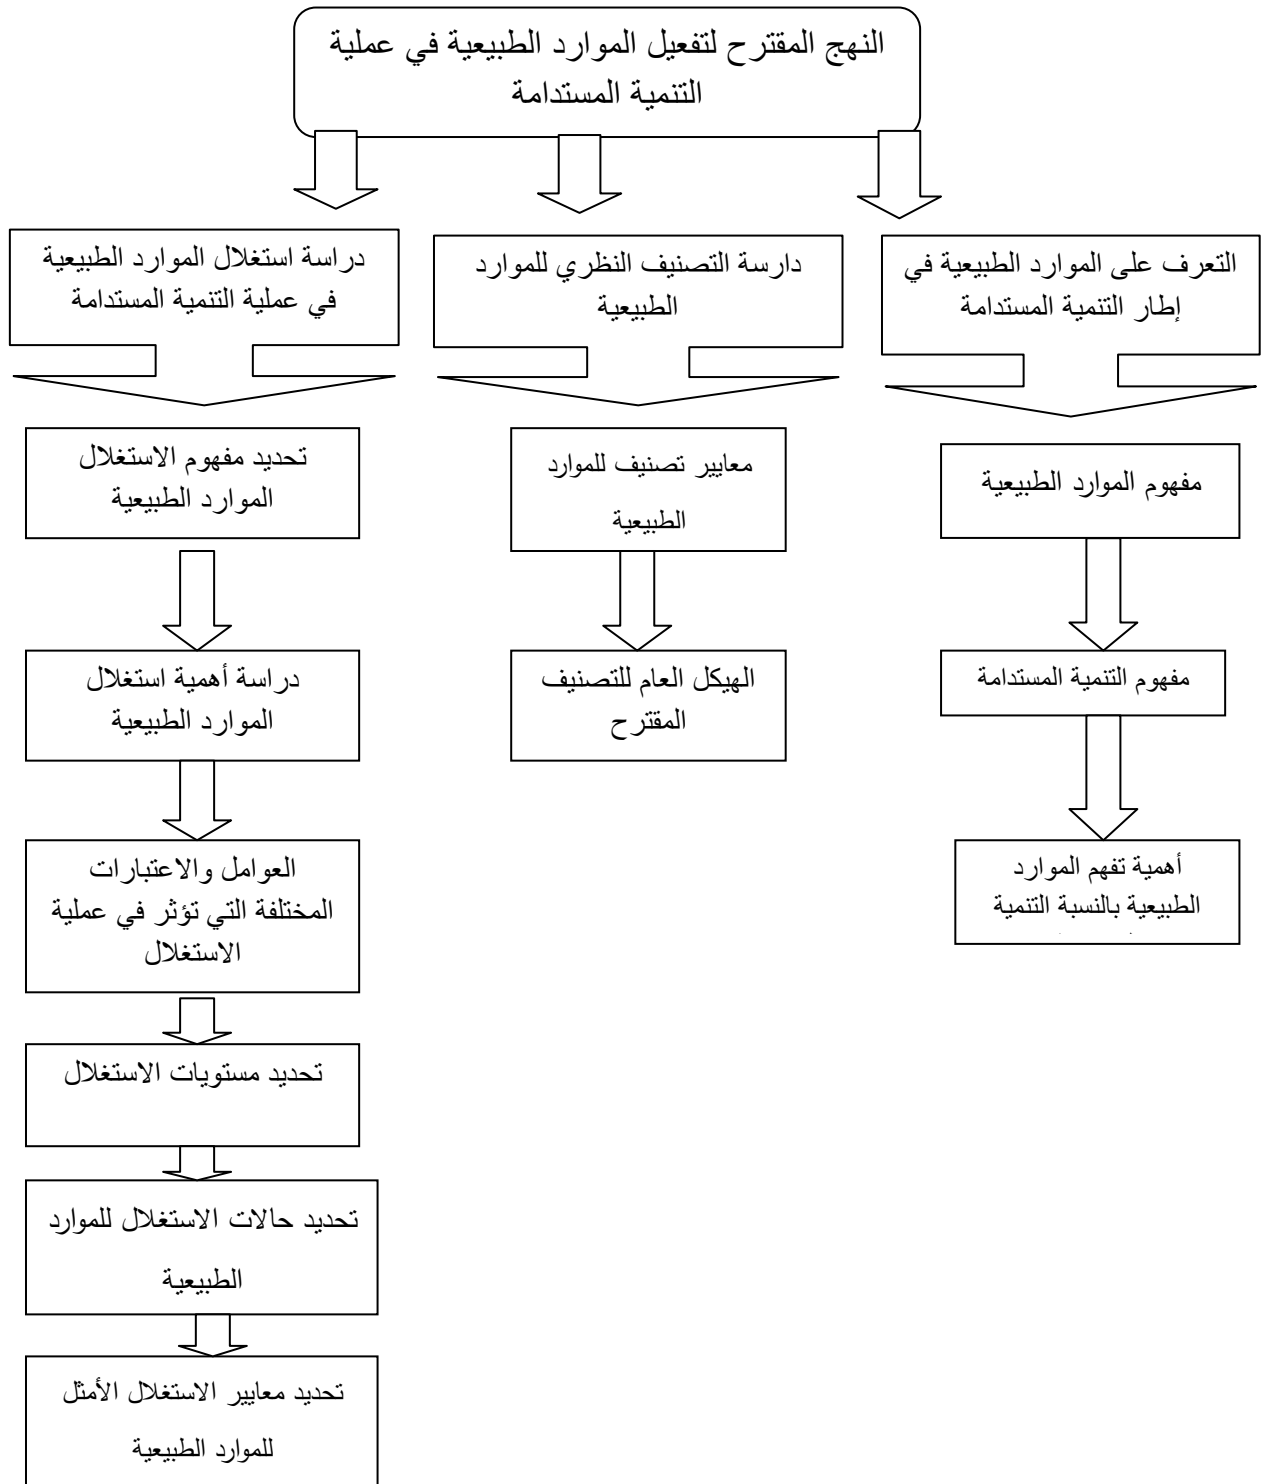 النهج المقترح لتفعيل الموارد الطبيعية في عملية
التنمية المستدامة
التعرف على الموارد الطبيعية في
إطار التنمية المستدامة
مفهوم الموارد الطبيعية
مفهوم التنمية المستدامة
أهمية تفهم الموارد
الطبيعية بالنسبة التنمية
دارسة التصنيف النظري للموارد
الطبيعية
معايير تصنيف للموارد
الطبيعية
الهيكل العام للتصنيف
المقترح
دراسة استغلال الموارد الطبيعية
في عملية التنمية المستدامة
تحديد مفهوم الاستغلال
الموارد الطبيعية
دراسة أهمية استغلال
الموارد الطبيعية
العوامل والاعتبارات
المختلفة التي تؤثر في عملية
الاستغلال
تحديد مستويات الاستغلال
تحديد حالات الاستغلال للموارد
الطبيعية
تحديد معايير الاستغلال الأمثل
للموارد الطبيعية